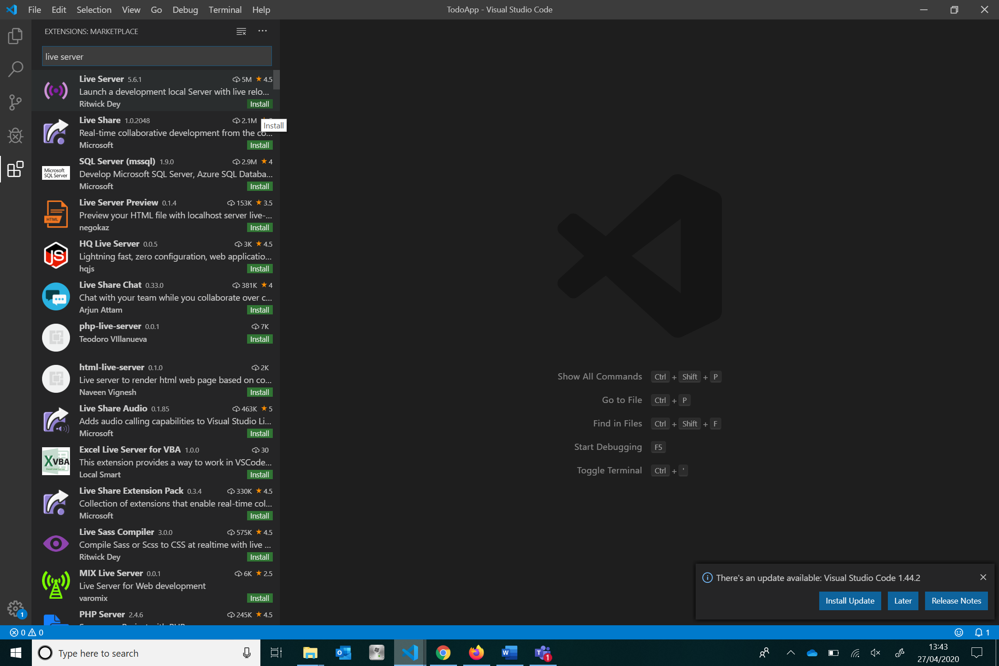 File Edit Selection View Go Debug Terminal Help
TodoApp - Visual Studio Code
EXTENSIONS: MARKETPLACE
live server
Live Server 5.6.1 5M 4.5
Launch a development local Server with live relo...
Ritwick Dey Install
Live Share 1.0.2048 2.1M
Install
Real-time collaborative development from the co...
Microsoft Install
Microsoft
SQL Server
SQL Server (mssql) 1.9.0 2.9M 4
Develop Microsoft SQL Server, Azure SQL Databa...
Microsoft Install
HTML
Live Server Preview 0.1.4 153K 3.5
Preview your HTML file with localhost server live-...
negokaz Install
JS
HQ Live Server 0.0.5 3K 4.5
Lightning fast, zero configuration, web applicatio...
hqjs Install
Live Share Chat 0.33.0 381K 4
Chat with your team while you collaborate over c...
Arjun Attam Install
php-live-server 0.0.1 7K
Teodoro VIllanueva Install
html-live-server 0.1.0 2K
Live server to render html web page based on co...
Naveen Vignesh Install
Live Share Audio 0.1.85 463K 5
Adds audio calling capabilities to Visual Studio Li...
Microsoft Install
XVBA
Excel Live Server
Excel Live Server for VBA 1.0.0 30
This extension provides a way to work in VSCode...
Local Smart Install
Live Share Extension Pack 0.3.4 330K 4.5
Collection of extensions that enable real-time col...
Microsoft Install
Live Sass Compiler 3.0.0 575K 4.5
Compile Sass or Scss to CSS at realtime with live ...
Ritwick Dey Install
MIX Live Server 0.0.1 6K 2.5
Live Server for Web development
varomix Install
PHP Server 2.4.6 245K 4.5
Show All Commands Ctrl + Shift + P
Go to File Ctrl + P
Find in Files Ctrl + Shift + F
Start Debugging F5
Toggle Terminal Ctrl + '
There's an update available: Visual Studio Code 1.44.2
Install Update Later Release Notes
1
0 0
1
Type here to search
O
W
T
1
13:43
27/04/2020